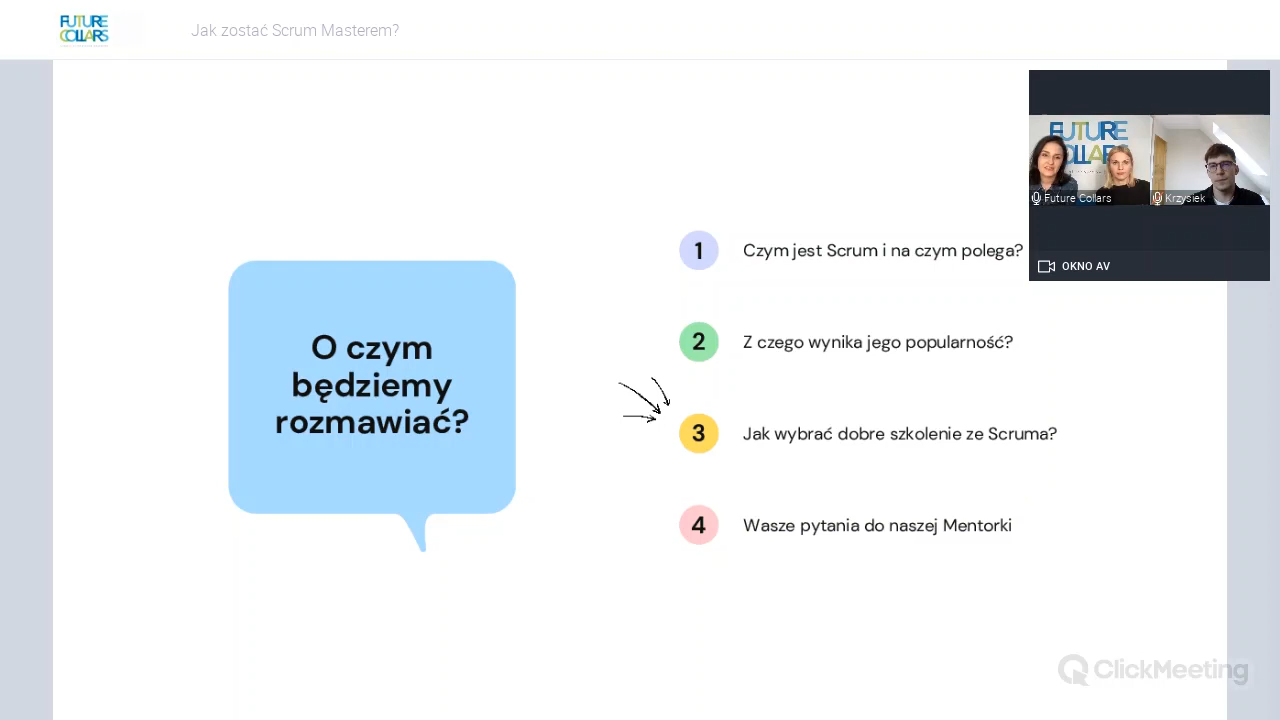 FUTURE
COLLARS
Jak zostać Scrum Masterem?
FUTURE
COLLARS
Future Collars
Krzysiek
OKNO AV
O czym
będziemy
rozmawiać?
1 Czym jest Scrum i na czym polega?
2 Z czego wynika jego popularność?
3 Jak wybrać dobre szkolenie ze Scruma?
4 Wasze pytania do naszej Mentorki
ClickMeeting